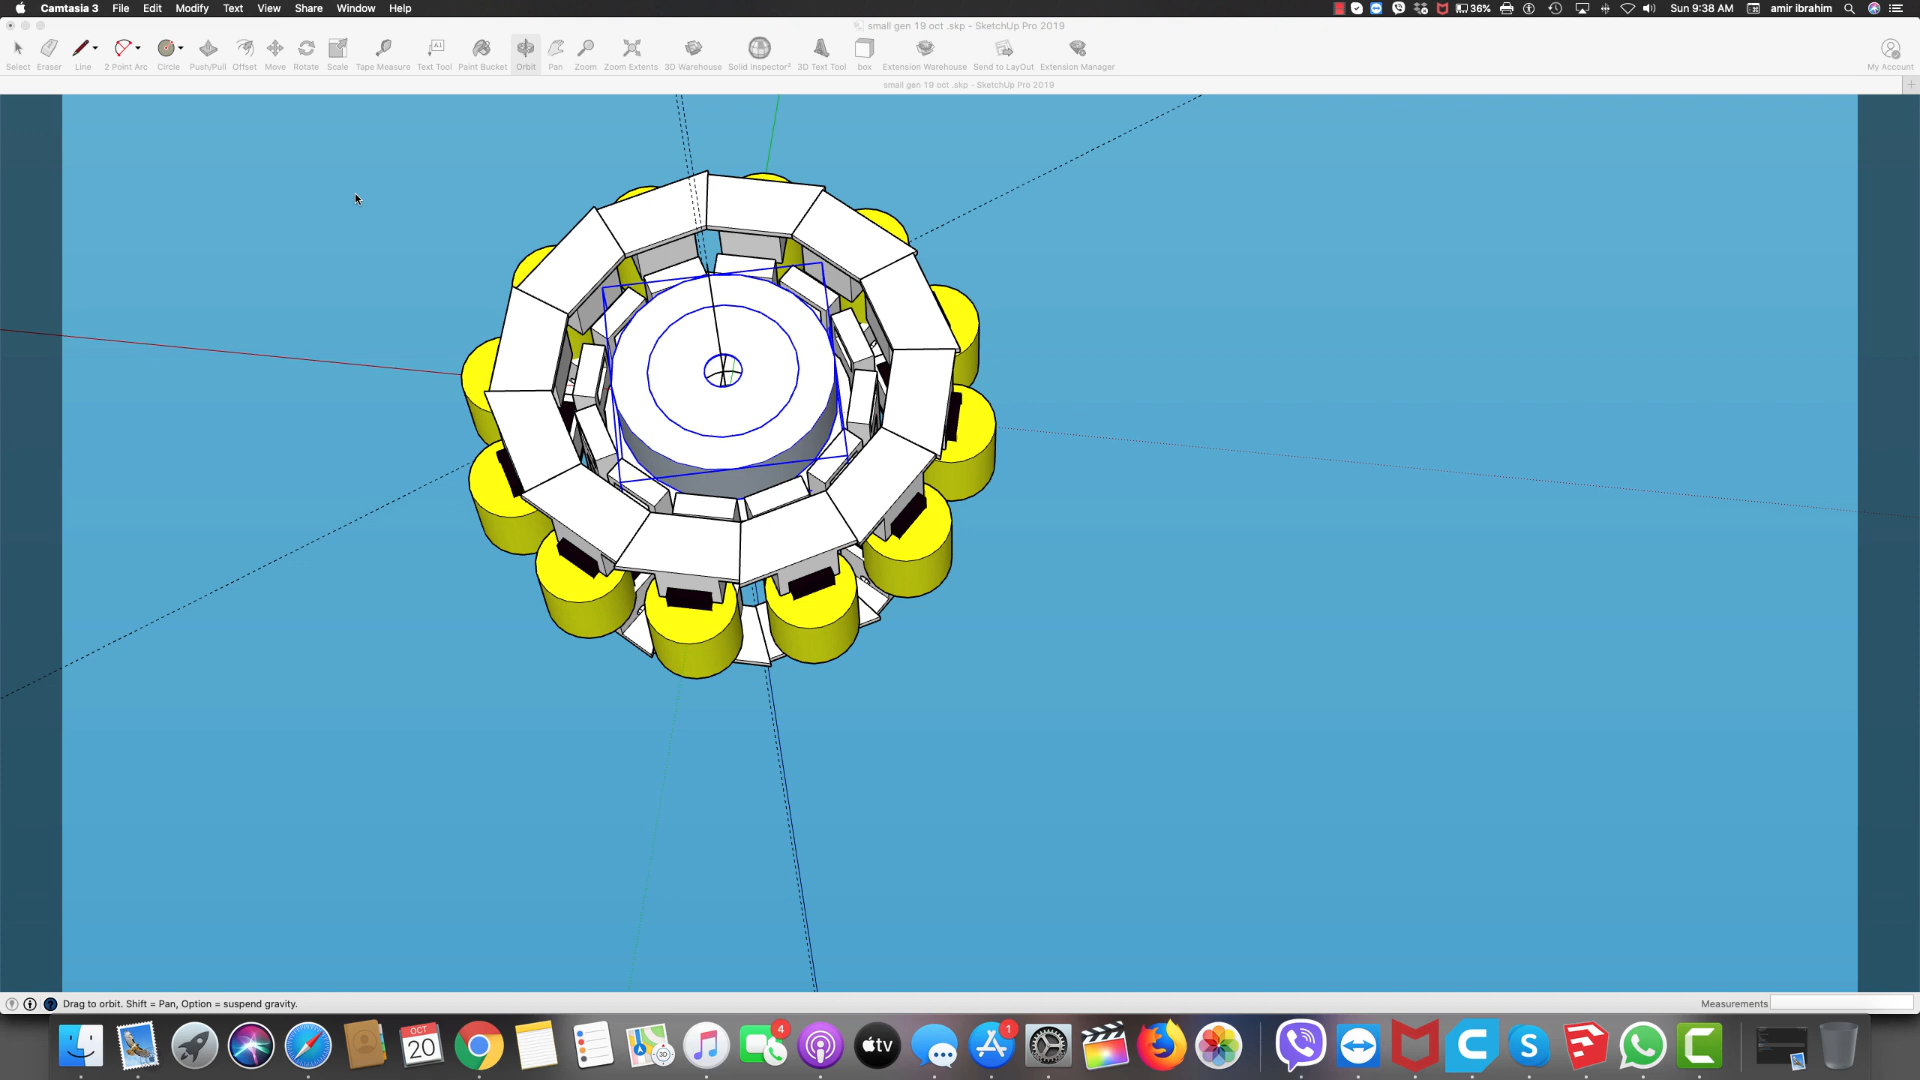 Camtasia 3 File Edit Modify Text View Share Window Help 36% Sun 9:38 AM amir ibrahim
small gen 19 oct .skp - SketchUp Pro 2019
Select Eraser Line 2 Point Arc Circle Push/Pull Offset Move Rotate Scale Tape Measure Text Tool Paint Bucket Orbit Pan Zoom Zoom Extents 3D Warehouse Solid Inspector² 3D Text Tool box Extension Warehouse Send to LayOut Extension Manager My Account
small gen 19 oct .skp - SketchUp Pro 2019
Drag to orbit. Shift = Pan, Option = suspend gravity. Measurements
OCT
20
3D
4
tv
1
S
C